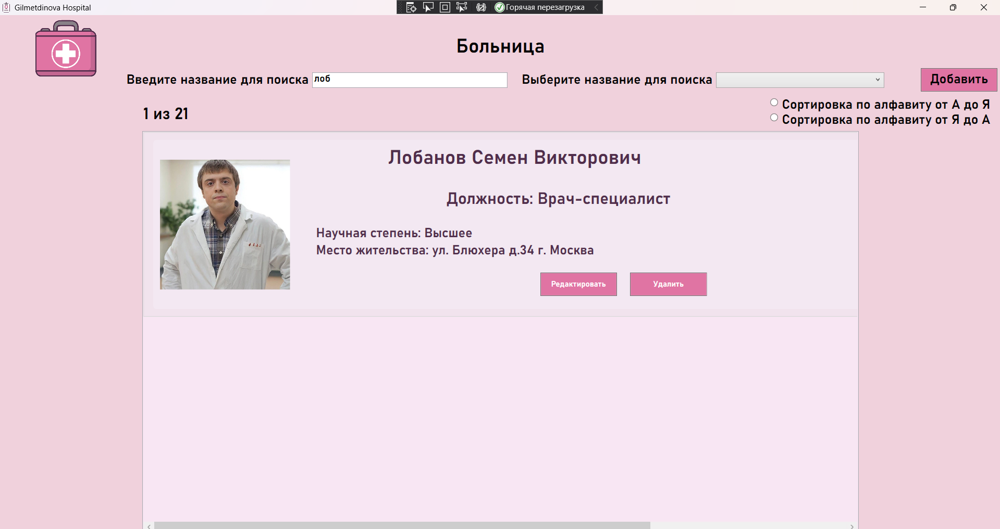 Gilmetdinova Hospital
Горячая перезагрузка
Больница
Введите название для поиска лоб Выберите название для поиска Добавить
1 из 21
Сортировка по алфавиту от А до Я
Сортировка по алфавиту от Я до А
Лобанов Семен Викторович
Должность: Врач-специалист
Научная степень: Высшее
Место жительства: ул. Блюхера д.34 г. Москва
Редактировать Удалить